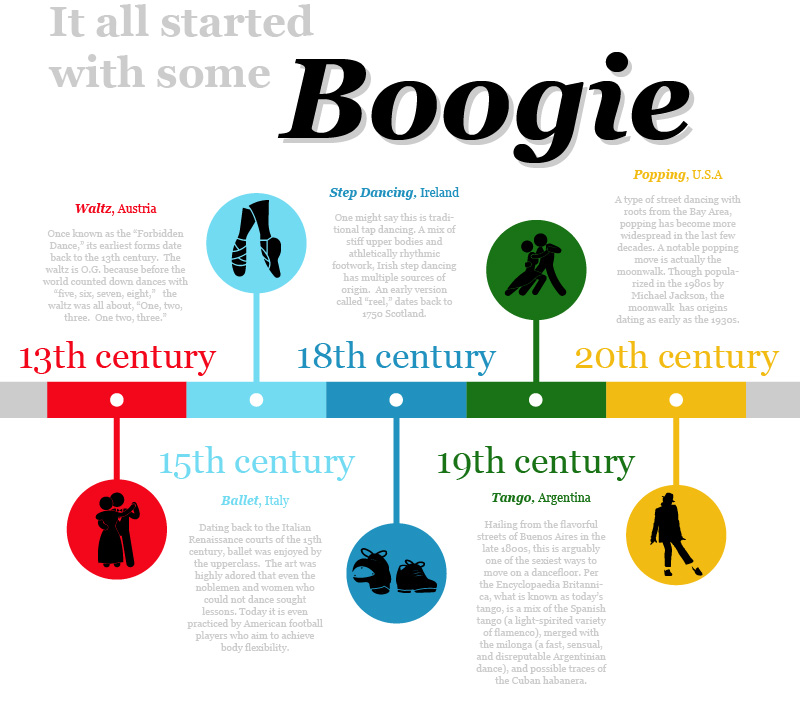 It all started
with some
Boogie
Waltz, Austria
Once known as the “Forbidden
Dance,” its earliest forms date
back to the 13th century.  The
waltz is O.G. because before the
world counted down dances with
“five, six, seven, eight,”   the
waltz was all about, “One, two,
three.  One two, three.”
13th century
15th century
Ballet, Italy
Dating back to the Italian
Renaissance courts of the 15th
century, ballet was enjoyed by
the upperclass.  The art was
highly adored that even the
noblemen and women who
could not dance sought
lessons. Today it is even
practiced by American football
players who aim to achieve
body flexibility.
Step Dancing, Ireland
One might say this is tradi-
tional tap dancing. A mix of
stiff upper bodies and
athletically rhythmic
footwork, Irish step dancing
has multiple sources of
origin.  An early version
called “reel,” dates back to
1750 Scotland.
18th century
19th century
Tango, Argentina
Hailing from the flavorful
streets of Buenos Aires in the
late 1800s, this is arguably
one of the sexiest ways to
move on a dancefloor. Per
the Encyclopaedia Britanni-
ca, what is known as today’s
tango, is a mix of the Spanish
tango (a light-spirited variety
of flamenco), merged with
the milonga (a fast, sensual,
and disreputable Argentinian
dance), and possible traces of
the Cuban habanera.
Popping, U.S.A
A type of street dancing with
roots from the Bay Area,
popping has become more
widespread in the last few
decades. A notable popping
move is actually the
moonwalk. Though popula-
rized in the 1980s by
Michael Jackson, the
moonwalk  has origins
dating as early as the 1930s.
20th century